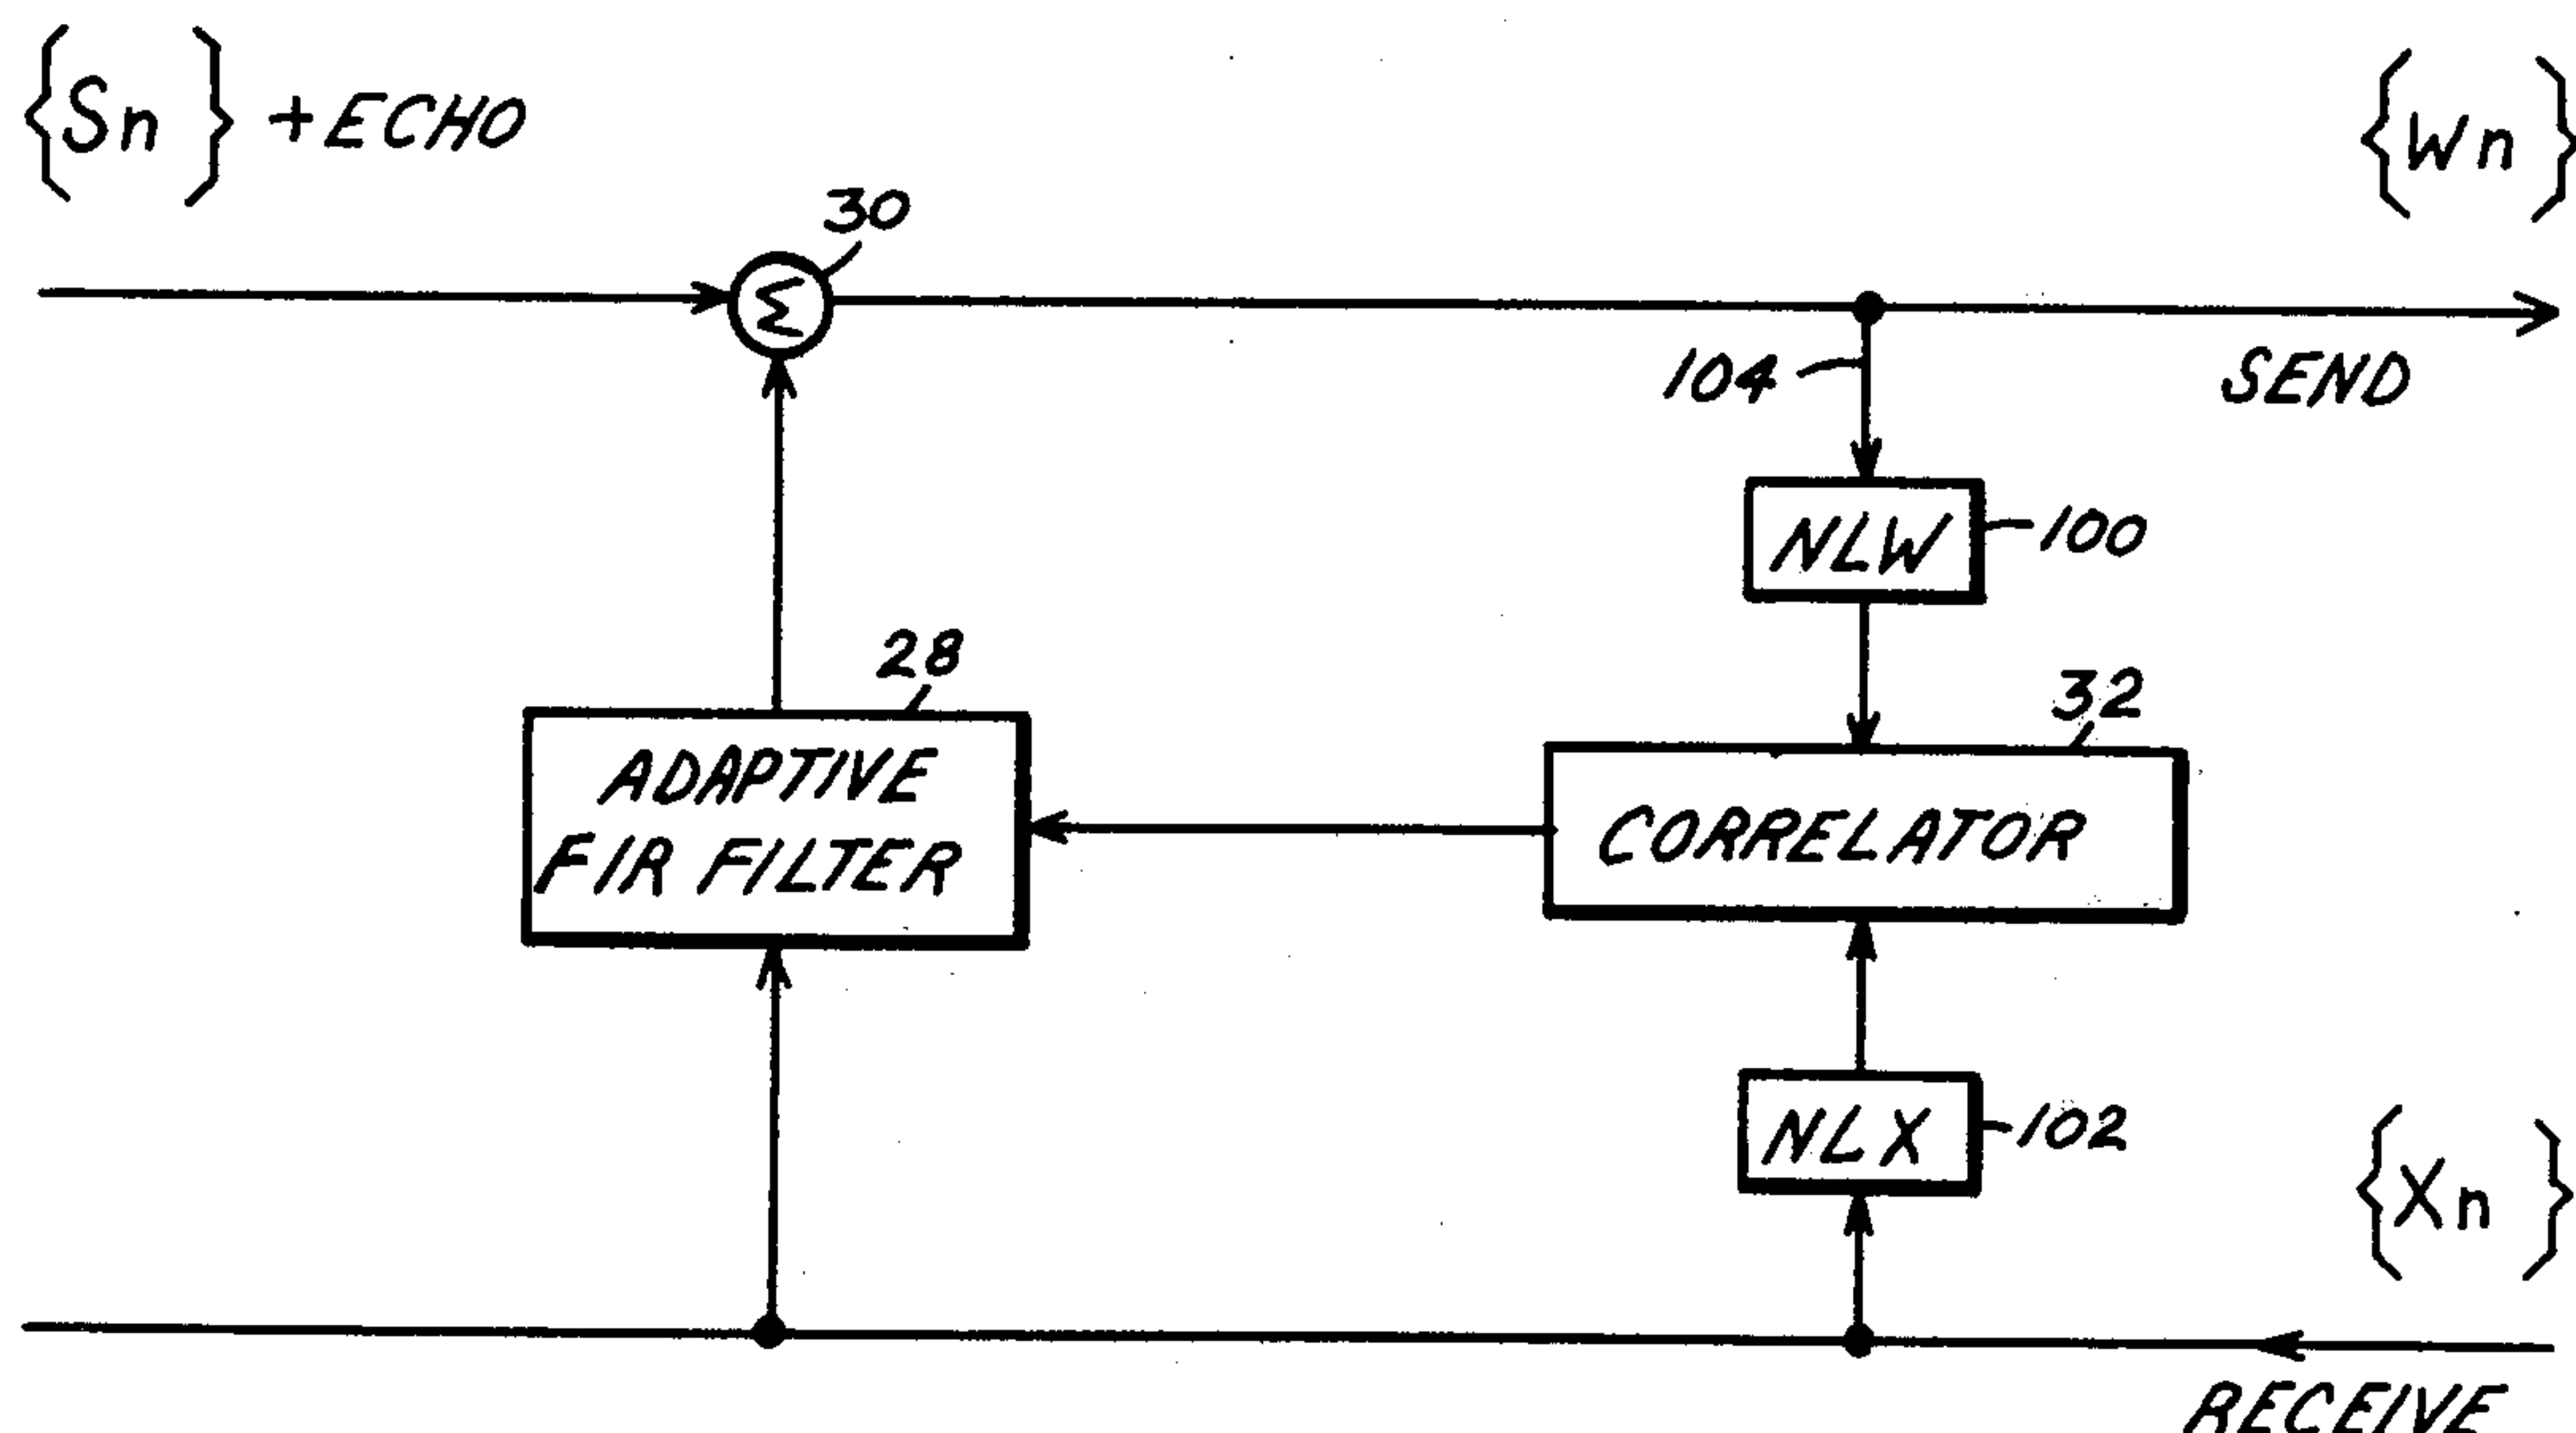 {Sn} + ECHO
{Wn}
30
Σ
104
SEND
NLW
100
28
32
ADAPTIVE
FIR FILTER
CORRELATOR
NLX
102
{Xn}
RECEIVE